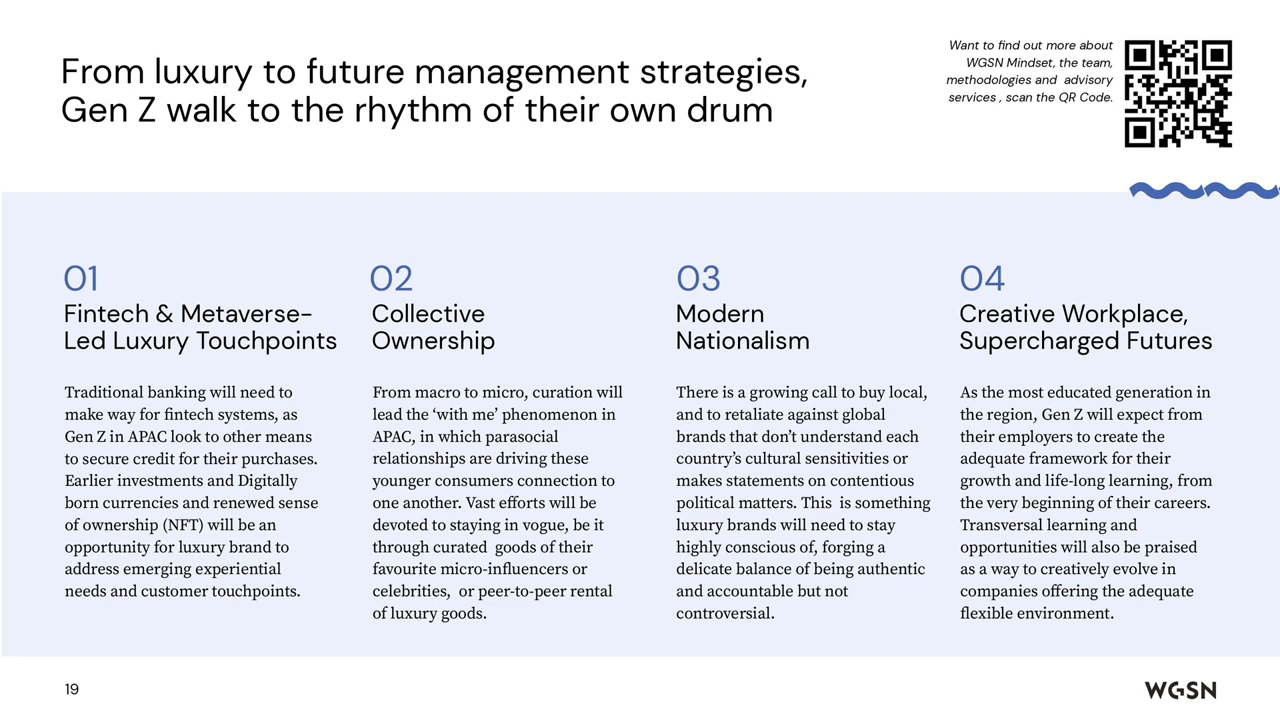 From luxury to future management strategies,
Gen Z walk to the rhythm of their own drum
Want to find out more about
WGSN Mindset, the team,
methodologies and  advisory
services , scan the QR Code.
01
Fintech & Metaverse-
Led Luxury Touchpoints
Traditional banking will need to
make way for fintech systems, as
Gen Z in APAC look to other means
to secure credit for their purchases.
Earlier investments and Digitally
born currencies and renewed sense
of ownership (NFT) will be an
opportunity for luxury brand to
address emerging experiential
needs and customer touchpoints.
02
Collective
Ownership
From macro to micro, curation will
lead the ‘with me’ phenomenon in
APAC, in which parasocial
relationships are driving these
younger consumers connection to
one another. Vast efforts will be
devoted to staying in vogue, be it
through curated  goods of their
favourite micro-influencers or
celebrities,  or peer-to-peer rental
of luxury goods.
03
Modern
Nationalism
There is a growing call to buy local,
and to retaliate against global
brands that don’t understand each
country’s cultural sensitivities or
makes statements on contentious
political matters. This  is something
luxury brands will need to stay
highly conscious of, forging a
delicate balance of being authentic
and accountable but not
controversial.
04
Creative Workplace,
Supercharged Futures
As the most educated generation in
the region, Gen Z will expect from
their employers to create the
adequate framework for their
growth and life-long learning, from
the very beginning of their careers.
Transversal learning and
opportunities will also be praised
as a way to creatively evolve in
companies offering the adequate
flexible environment.
19
WGSN